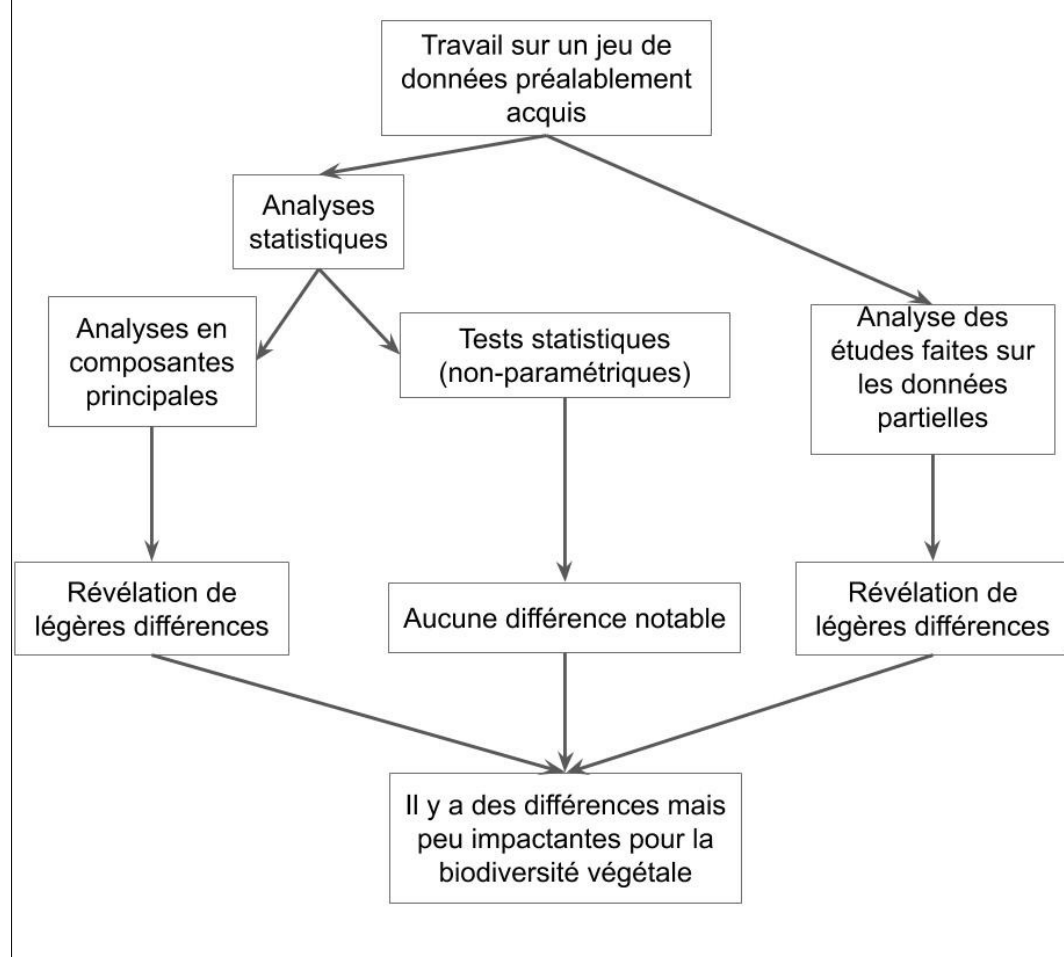 Travail sur un jeu de
données préalablement
acquis
Analyses
statistiques
Analyses en
composantes
principales
Tests statistiques
(non-paramétriques)
Analyse des
études faites sur
les données
partielles
Révélation de
légères différences
Aucune différence notable
Révélation de
légères différences
Il y a des différences mais
peu impactantes pour la
biodiversité végétale